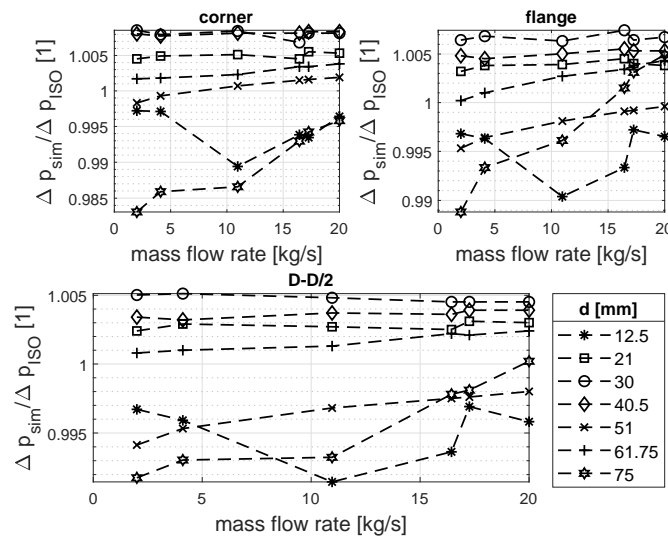 corner
Δ p_sim/Δ p_ISO [1]
1.005
1
0.995
0.99
0.985
0 5 10 15 20
mass flow rate [kg/s]
flange
Δ p_sim/Δ p_ISO [1]
1.005
1
0.995
0.99
0 5 10 15 20
mass flow rate [kg/s]
D-D/2
Δ p_sim/Δ p_ISO [1]
1.005
1
0.995
0 5 10 15 20
mass flow rate [kg/s]
d [mm]
12.5
21
30
40.5
51
61.75
75